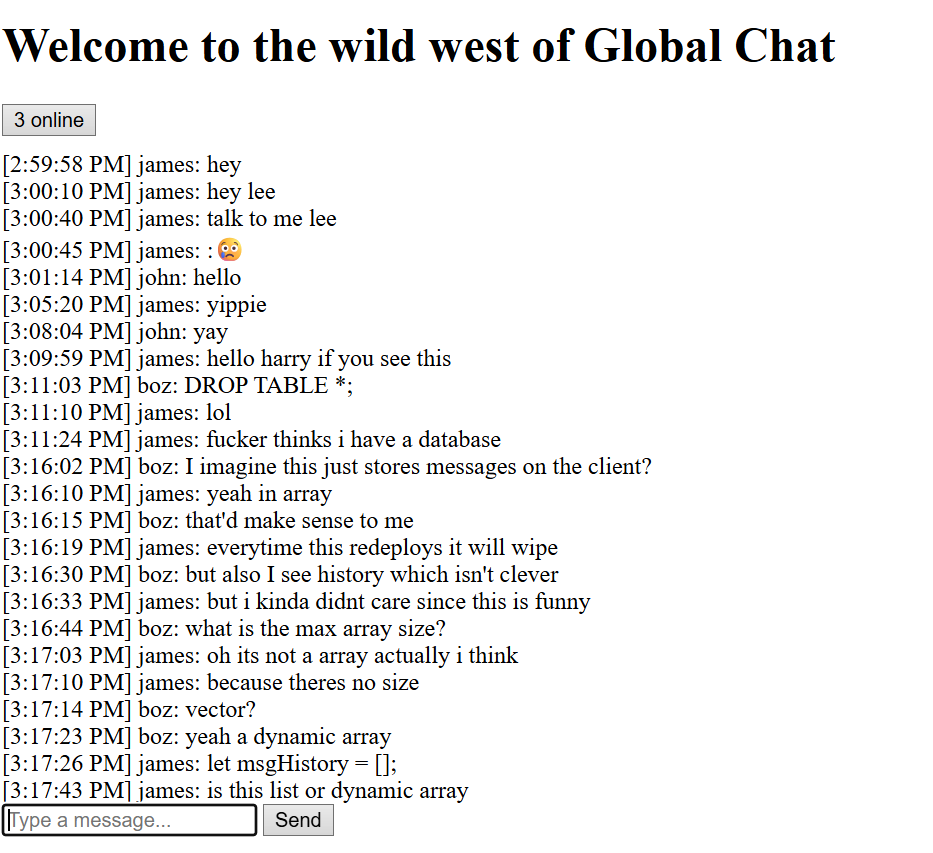 Welcome to the wild west of Global Chat
3 online
[2:59:58 PM] james: hey
[3:00:10 PM] james: hey lee
[3:00:40 PM] james: talk to me lee
[3:00:45 PM] james: :😢
[3:01:14 PM] john: hello
[3:05:20 PM] james: yippie
[3:08:04 PM] john: yay
[3:09:59 PM] james: hello harry if you see this
[3:11:03 PM] boz: DROP TABLE *;
[3:11:10 PM] james: lol
[3:11:24 PM] james: fucker thinks i have a database
[3:16:02 PM] boz: I imagine this just stores messages on the client?
[3:16:10 PM] james: yeah in array
[3:16:15 PM] boz: that'd make sense to me
[3:16:19 PM] james: everytime this redeploys it will wipe
[3:16:30 PM] boz: but also I see history which isn't clever
[3:16:33 PM] james: but i kinda didnt care since this is funny
[3:16:44 PM] boz: what is the max array size?
[3:17:03 PM] james: oh its not a array actually i think
[3:17:10 PM] james: because theres no size
[3:17:14 PM] boz: vector?
[3:17:23 PM] boz: yeah a dynamic array
[3:17:26 PM] james: let msgHistory = [];
[3:17:43 PM] james: is this list or dynamic array
Type a message... Send